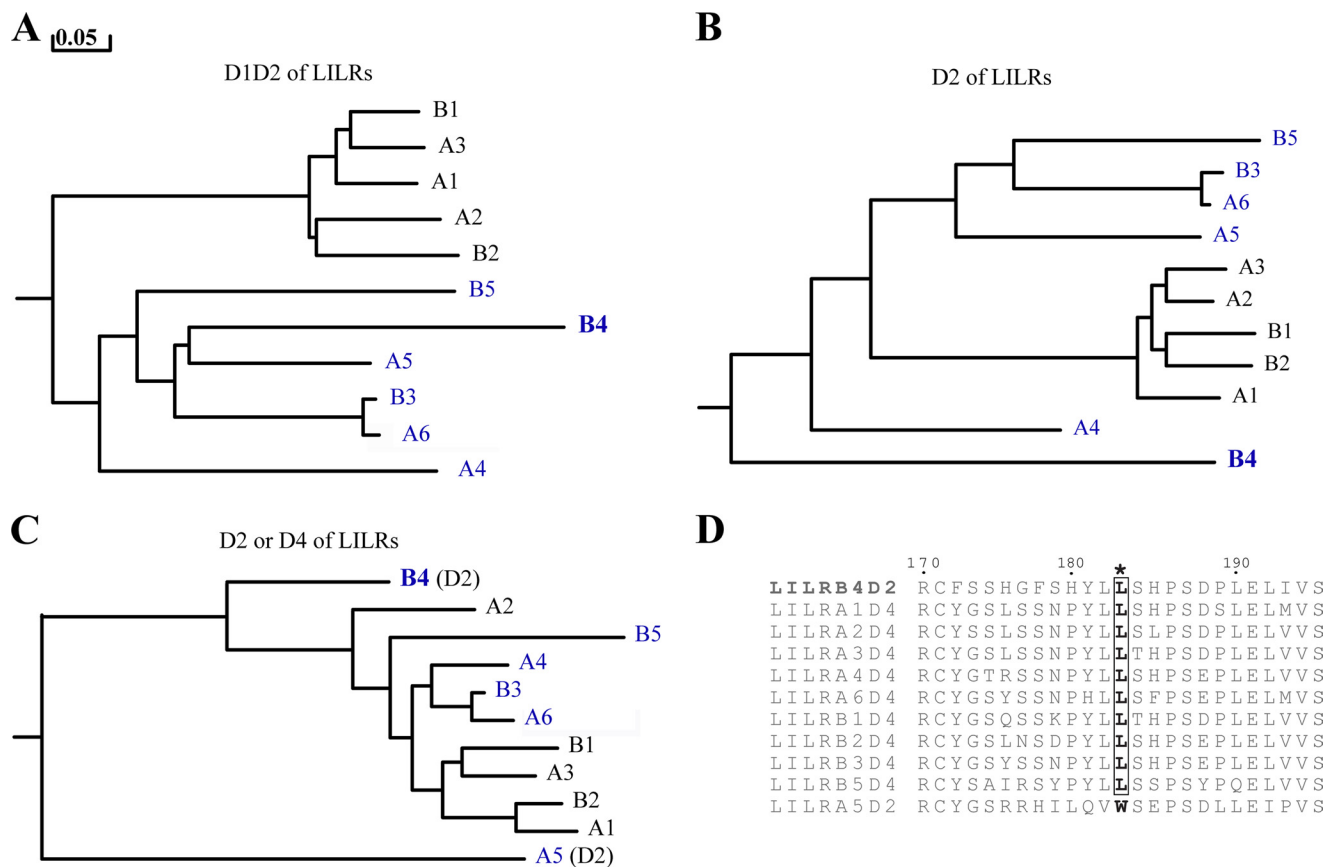 A
0.05
D1D2 of LILRs
B1
A3
A1
A2
B2
B5
B4
A5
B3
A6
A4
B
D2 of LILRs
B5
B3
A6
A5
A3
A2
B1
B2
A1
A4
B4
C
D2 or D4 of LILRs
B4 (D2)
A2
B5
A4
B3
A6
B1
A3
B2
A1
A5 (D2)
D
170 180 190
*
LILRB4D2 RCFSSHGFSHYLLSHPSDPLELIVS
LILRA1D4 RCYGSLSSNPYLLSHPSDSLELMVS
LILRA2D4 RCYSSLSSNPYLLSLPSDPLELVVS
LILRA3D4 RCYGSLSSNPYLLTHPSDPLELVVS
LILRA4D4 RCYGTRSSNPYLLSHPSEPLELVVS
LILRA6D4 RCYGSYSSNPHLLSFPSEPLELMVS
LILRB1D4 RCYGSQSSKPYLLTHPSDPLELVVS
LILRB2D4 RCYGSLNSDPYLLSHPSEPLELVVS
LILRB3D4 RCYGSYSSNPYLLSHPSEPLELVVS
LILRB5D4 RCYSAIRSYPYLLSSPSYPQELVVS
LILRA5D2 RCYGSRRHILQVWSEPSDLLEIPVS